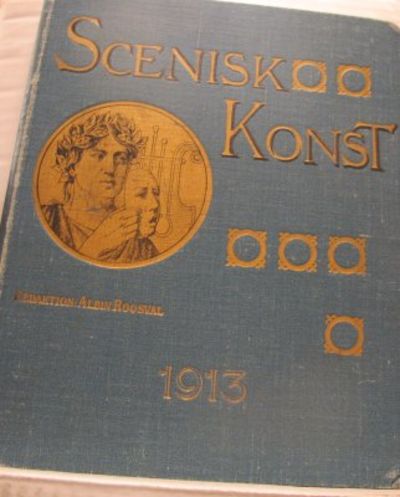 SCENISK
KONST
REDAKTION: ALBIN ROOSVAL
1913